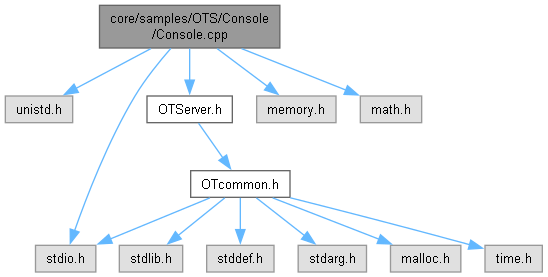 core/samples/OTS/Console
/Console.cpp
unistd.h
OTServer.h
memory.h
math.h
OTcommon.h
stdio.h
stdlib.h
stddef.h
stdarg.h
malloc.h
time.h